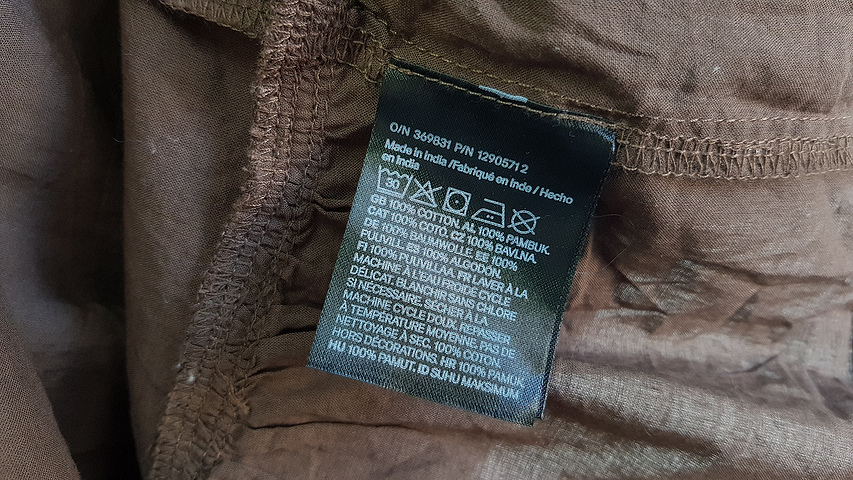 O/N 369831 P/N 12905712
Made in India /Fabriqué en Inde / Hecho
en India
30
GB 100% COTTON. AL 100% PAMBUK.
CAT 100% COTÓ. CZ 100% BAVLNA.
DE 100% BAUMWOLLE. EE 100%
PUUVILL. ES 100% ALGODON.
FI 100% PUUVILLAA. FR LAVER À LA
MACHINE À L'EAU FROIDE CYCLE
DÉLICAT. BLANCHIR SANS CHLORE
SI NÉCESSAIRE. SÉCHER À LA
MACHINE CYCLE DOUX. REPASSER
À TEMPÉRATURE MOYENNE. PAS DE
NETTOYAGE À SEC. 100% COTON,
HORS DÉCORATIONS. HR 100% PAMUK
HU 100% PAMUT. ID SUHU MAKSIMUM